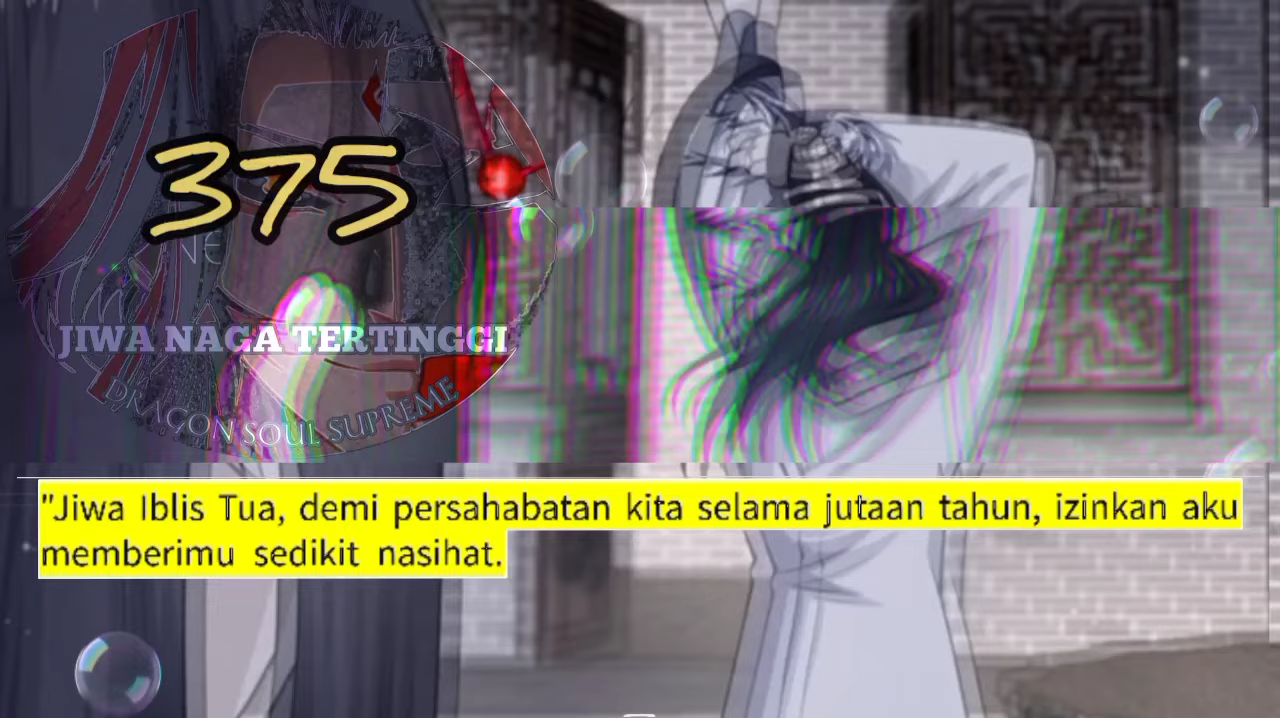 375
NE
JIWA NAGA TERTINGGI
DRAGON SOUL SUPREME
"Jiwa Iblis Tua, demi persahabatan kita selama jutaan tahun, izinkan aku
memberimu sedikit nasihat.